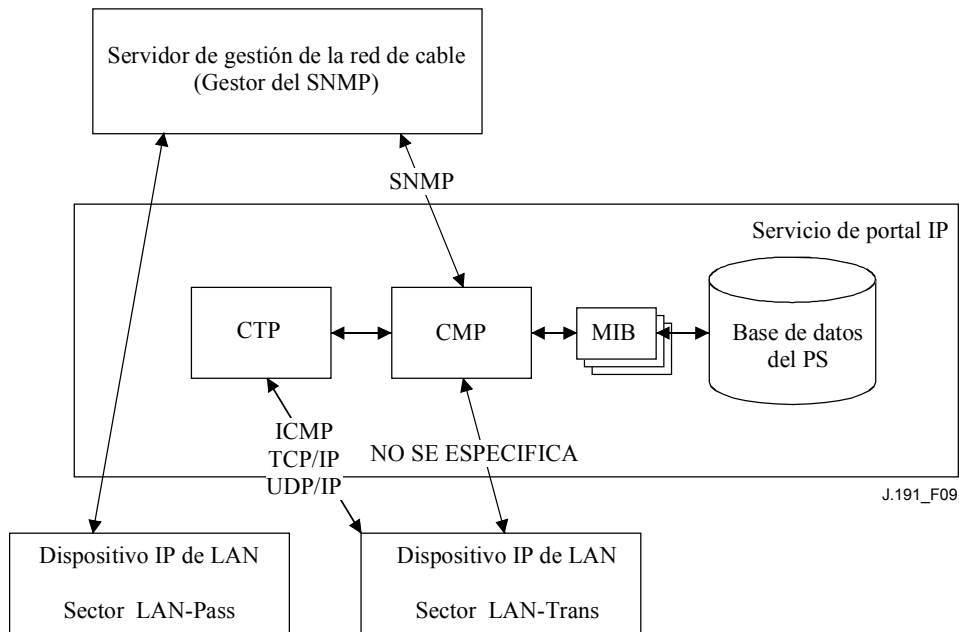 Servidor de gestión de la red de cable
(Gestor del SNMP)
SNMP
Servicio de portal IP
CTP
CMP
MIB
Base de datos
del PS
ICMP
TCP/IP
UDP/IP
NO SE ESPECIFICA
J.191_F09
Dispositivo IP de LAN
Sector LAN-Pass
Dispositivo IP de LAN
Sector LAN-Trans